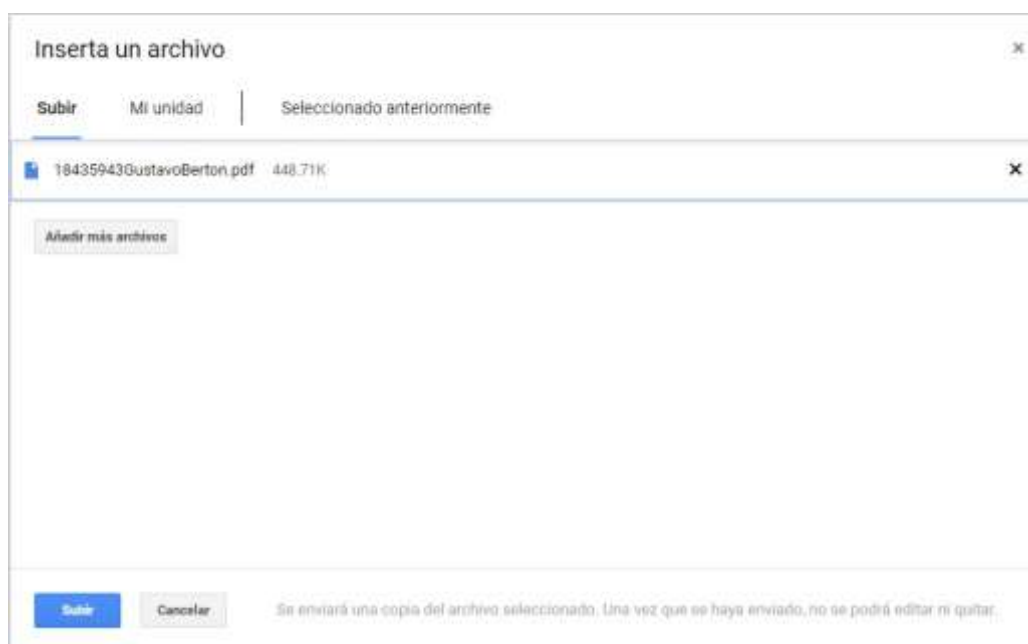 Inserta un archivo
Subir Mi unidad Seleccionado anteriormente
18435943GustavoBerton.pdf 448.71K
Añadir más archivos
Subir Cancelar Se enviará una copia del archivo seleccionado. Una vez que se haya enviado, no se podrá editar ni quitar.